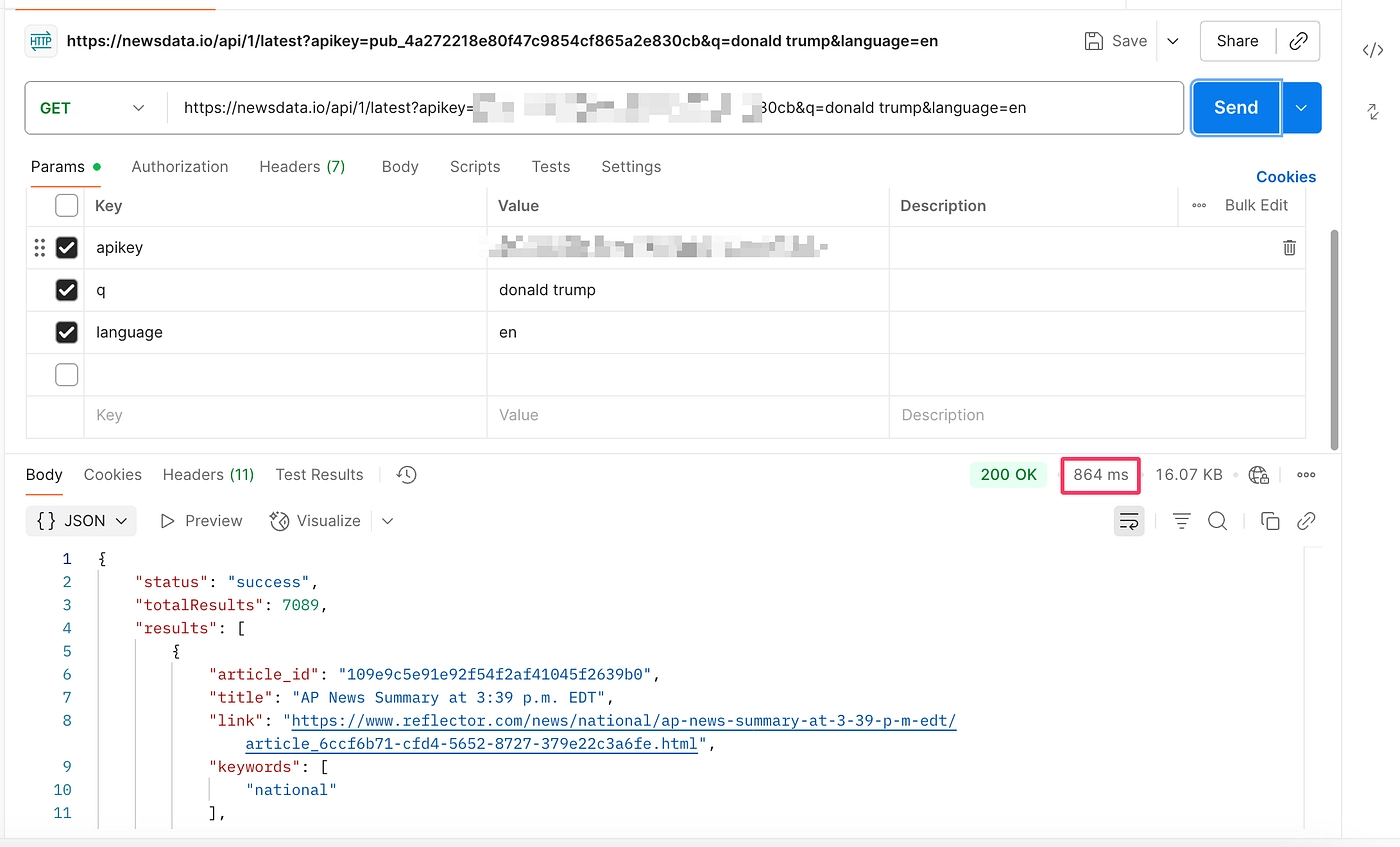 HTTP https://newsdata.io/api/1/latest?apikey=pub_4a272218e80f47c9854cf865a2e830cb&q=donald trump&language=en Save Share
GET https://newsdata.io/api/1/latest?apikey= 30cb&q=donald trump&language=en Send
Params Authorization Headers (7) Body Scripts Tests Settings
Cookies
Key Value Description Bulk Edit
apikey
q donald trump
language en
Key Value Description
Body Cookies Headers (11) Test Results 200 OK 864 ms 16.07 KB
{} JSON Preview Visualize
1 {
2 "status": "success",
3 "totalResults": 7089,
4 "results": [
5 {
6 "article_id": "109e9c5e91e92f54f2af41045f2639b0",
7 "title": "AP News Summary at 3:39 p.m. EDT",
8 "link": "https://www.reflector.com/news/national/ap-news-summary-at-3-39-p-m-edt/
article_6ccf6b71-cfd4-5652-8727-379e22c3a6fe.html",
9 "keywords": [
10 "national"
11 ],